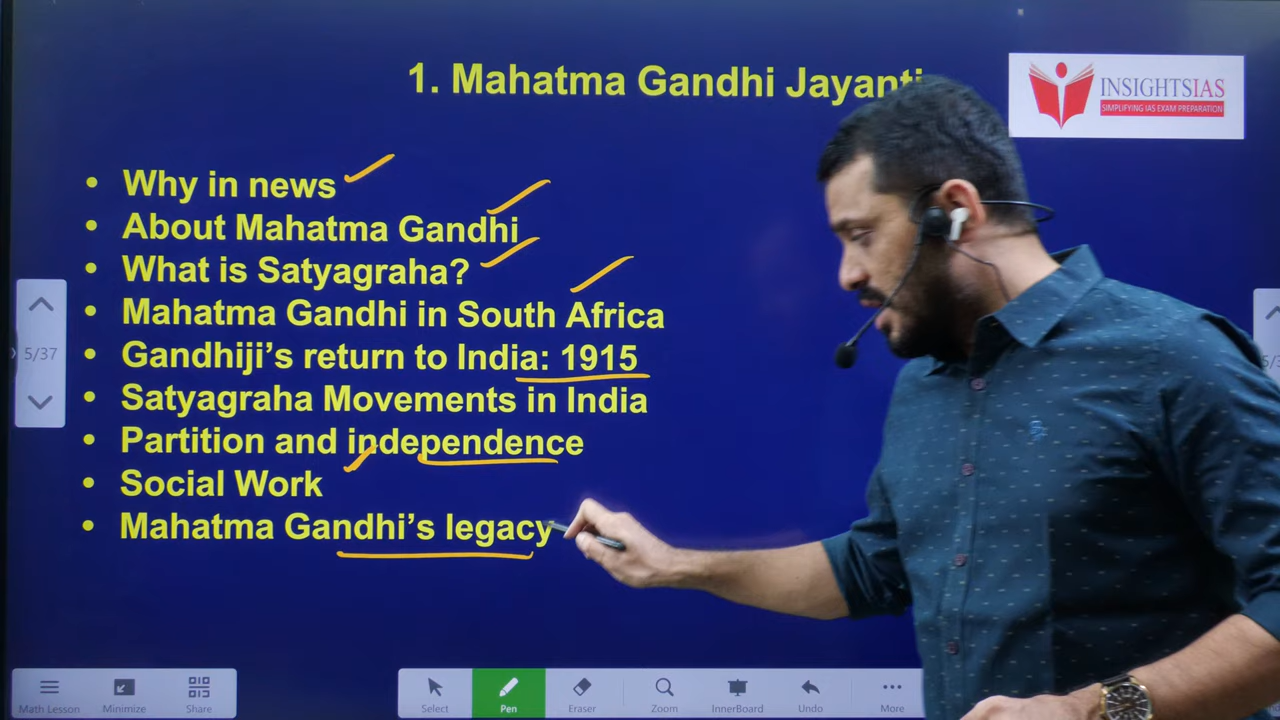 1. Mahatma Gandhi Jayanti
INSIGHTSIAS
SIMPLIFYING IAS EXAM PREPARATION
• Why in news
• About Mahatma Gandhi
• What is Satyagraha?
• Mahatma Gandhi in South Africa
• Gandhiji’s return to India: 1915
• Satyagraha Movements in India
• Partition and independence
• Social Work
• Mahatma Gandhi’s legacy
5/37
Math Lesson
Minimize
Share
Select
Pen
Eraser
Zoom
InnerBoard
Undo
More